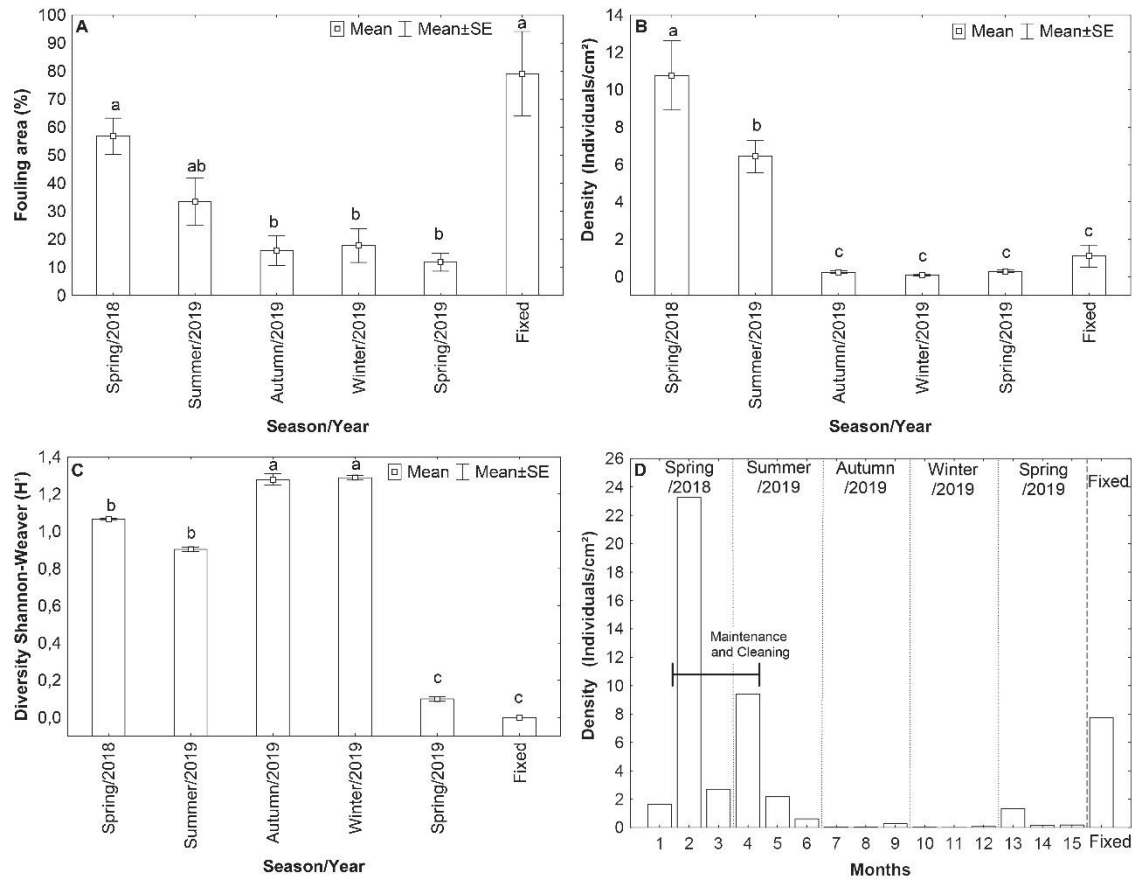 A
Mean Mean±SE
Fouling area (%)
100
90
80
70
60
50
40
30
20
10
0
a
ab
b
b
b
a
Spring/2018
Summer/2019
Autumn/2019
Winter/2019
Spring/2019
Fixed
Season/Year
B
Mean Mean±SE
Density (Individuals/cm²)
14
12
10
8
6
4
2
0
a
b
c
c
c
c
Spring/2018
Summer/2019
Autumn/2019
Winter/2019
Spring/2019
Fixed
Season/Year
C
Mean Mean±SE
Diversity Shannon-Weaver (H')
1,4
1,2
1,0
0,8
0,6
0,4
0,2
0,0
b
b
a
a
c
c
Spring/2018
Summer/2019
Autumn/2019
Winter/2019
Spring/2019
Fixed
Season/Year
D
Spring
/2018
Summer
/2019
Autumn
/2019
Winter
/2019
Spring
/2019
Fixed
Density (Individuals/cm²)
26
24
22
20
18
16
14
12
10
8
6
4
2
0
Maintenance
and Cleaning
1 2 3 4 5 6 7 8 9 10 11 12 13 14 15 Fixed
Months